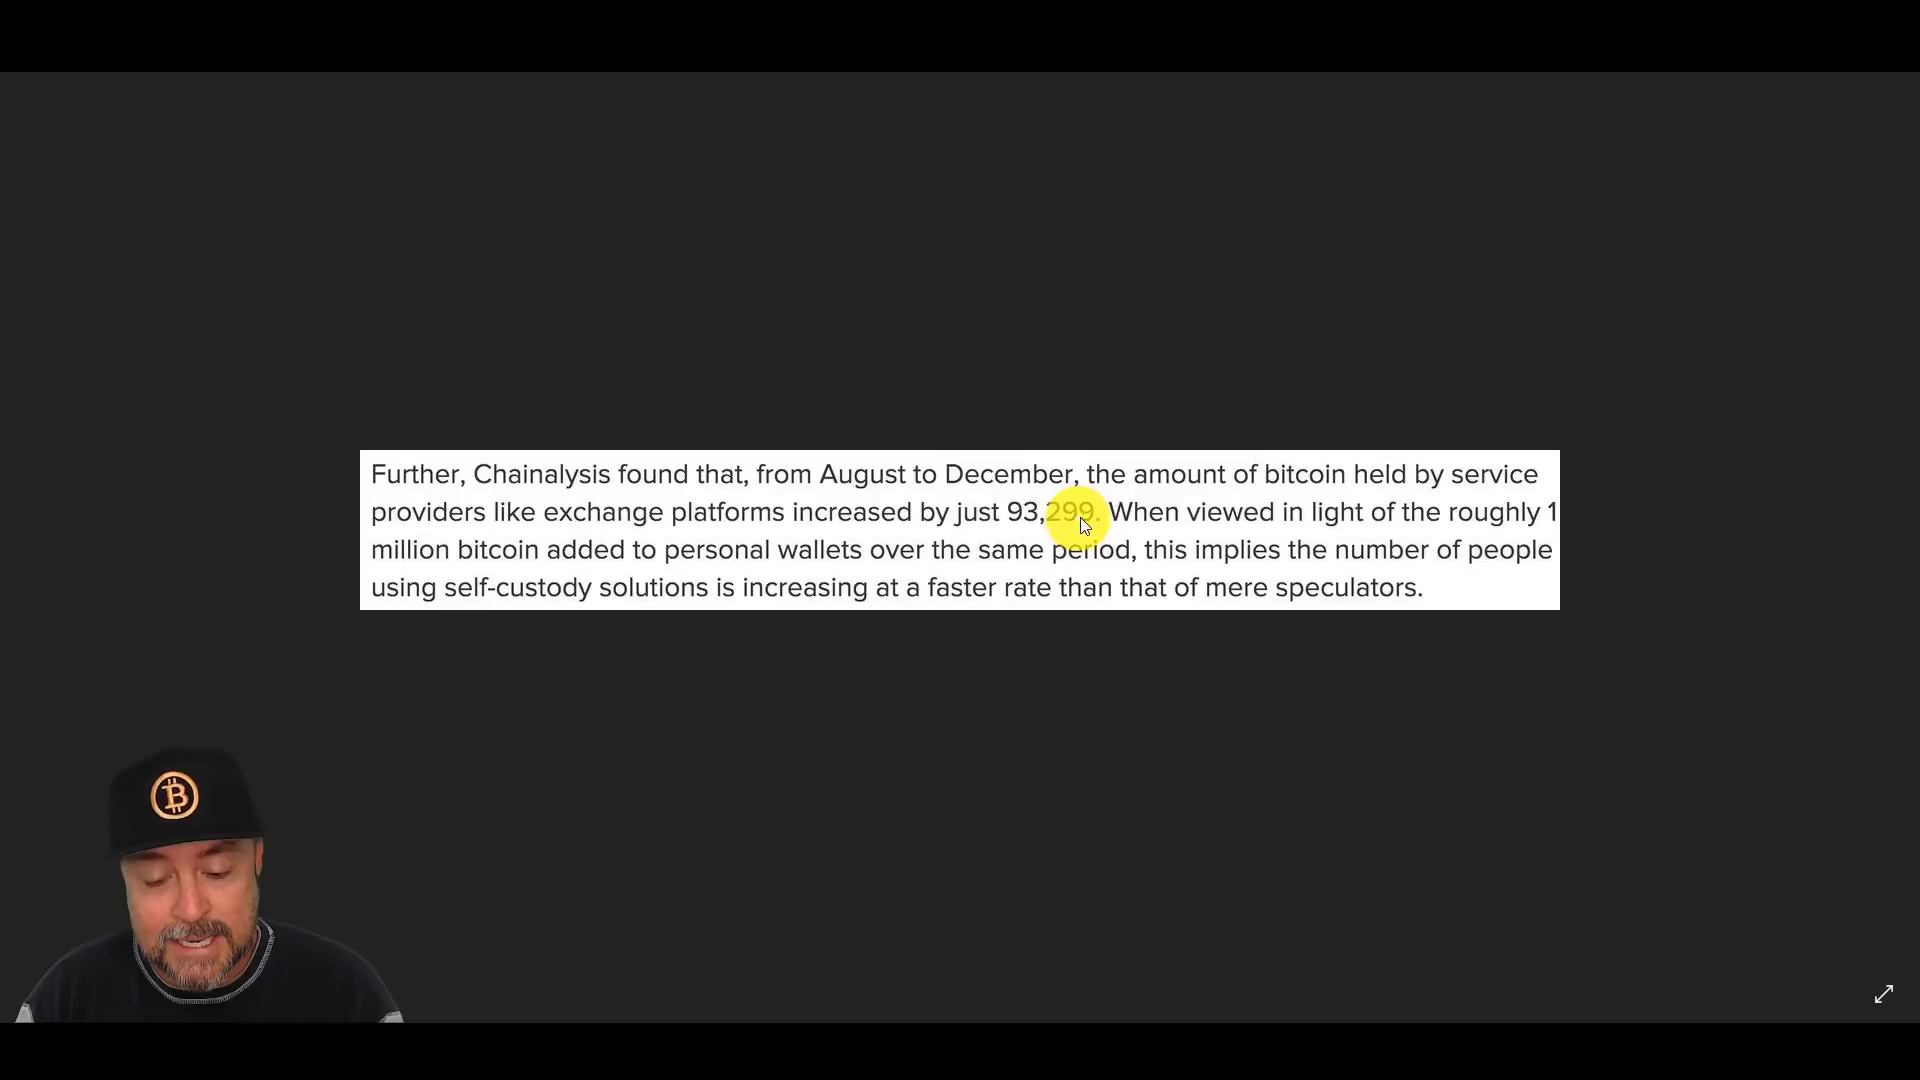 Further, Chainalysis found that, from August to December, the amount of bitcoin held by service
providers like exchange platforms increased by just 93,299. When viewed in light of the roughly 1
million bitcoin added to personal wallets over the same period, this implies the number of people
using self-custody solutions is increasing at a faster rate than that of mere speculators.